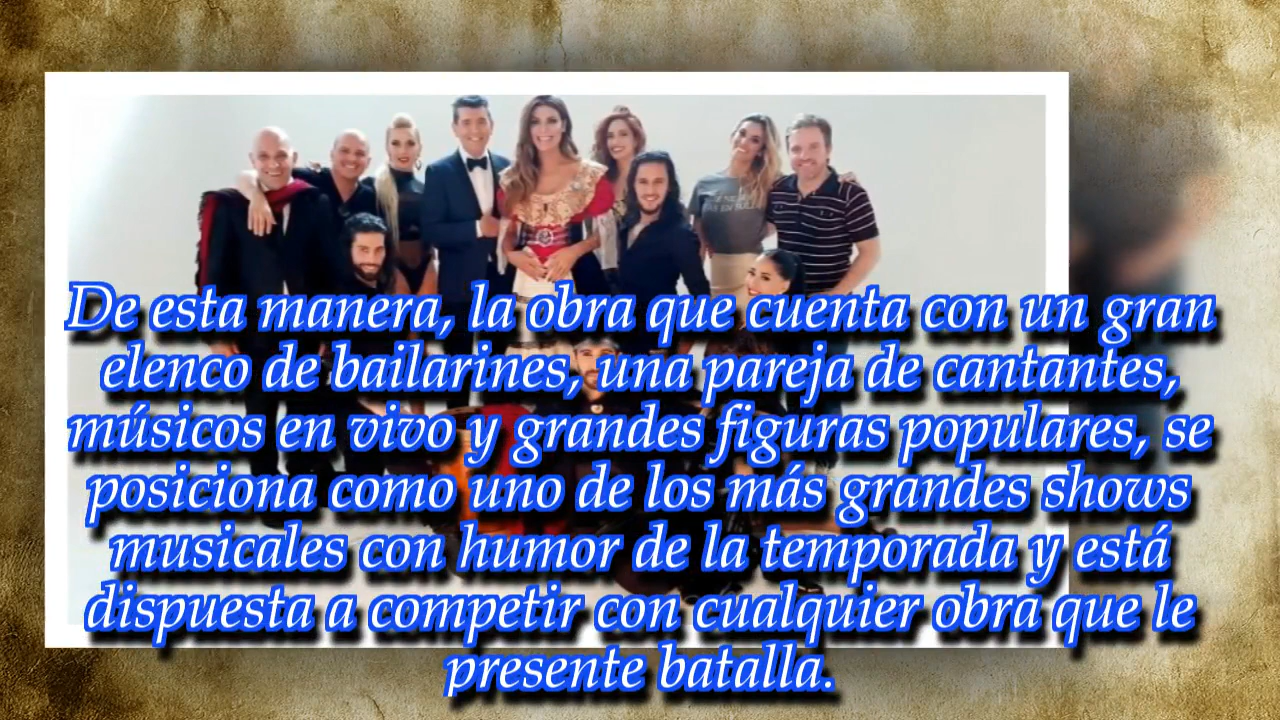 De esta manera, la obra que cuenta con un gran
elenco de bailarines, una pareja de cantantes,
músicos en vivo y grandes figuras populares, se
posiciona como uno de los más grandes shows
musicales con humor de la temporada y está
dispuesta a competir con cualquier obra que le
presente batalla.